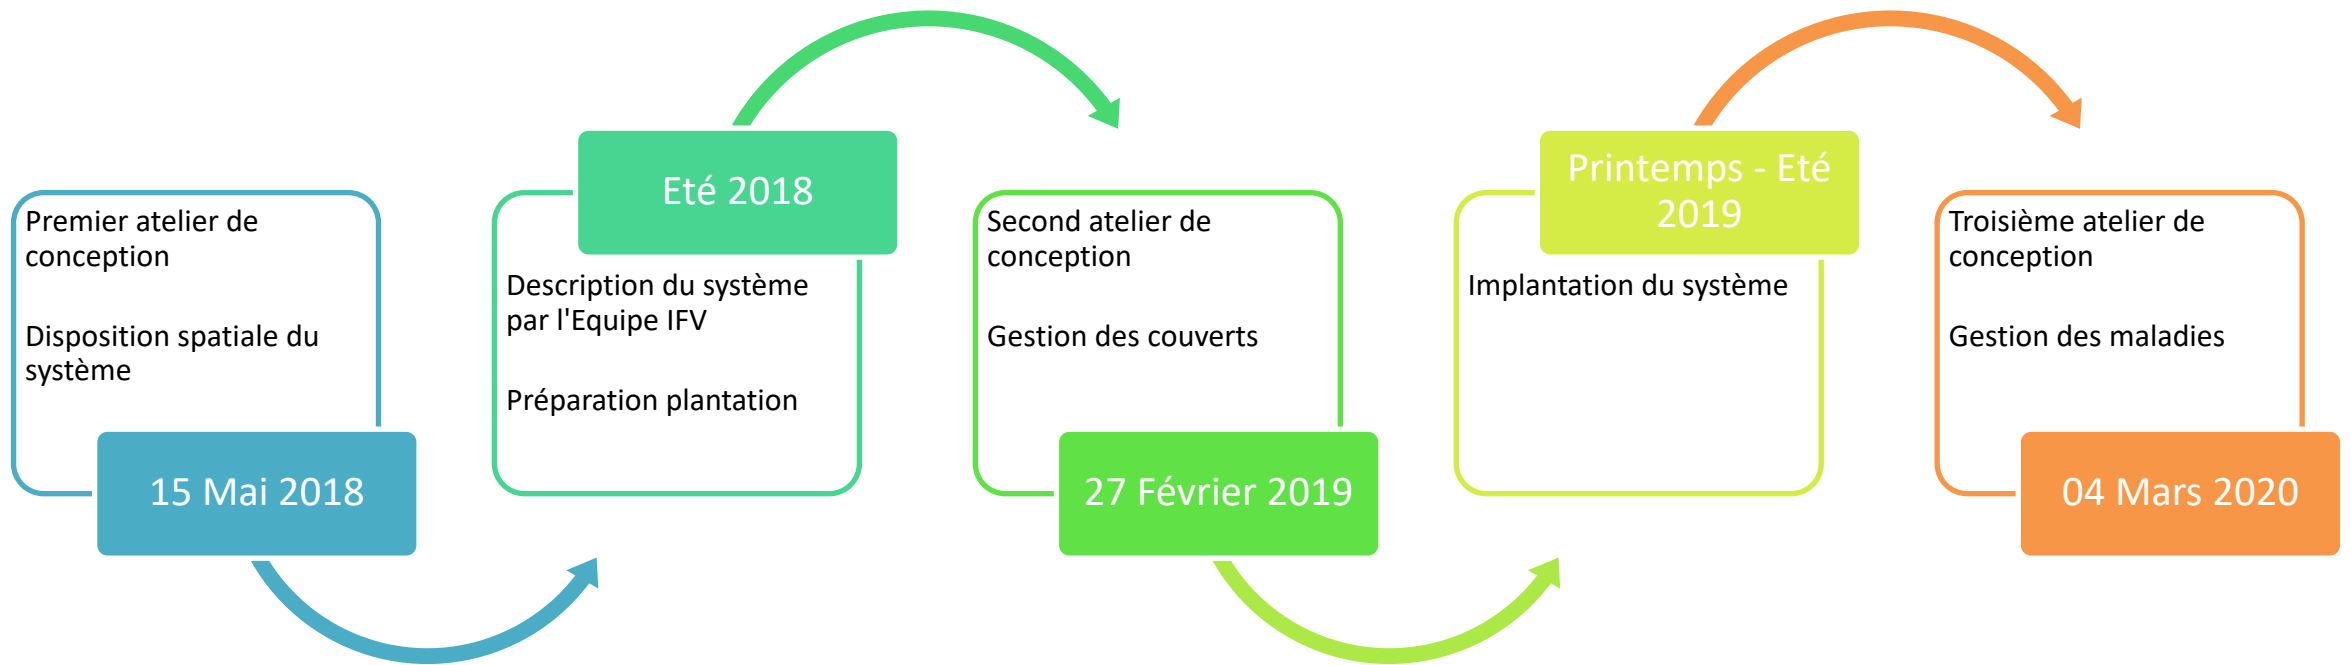 Premier atelier de
conception
Disposition spatiale du
système
15 Mai 2018
Eté 2018
Description du système
par l'Equipe IFV
Préparation plantation
Second atelier de
conception
Gestion des couverts
27 Février 2019
Printemps - Eté
2019
Implantation du système
Troisième atelier de
conception
Gestion des maladies
04 Mars 2020